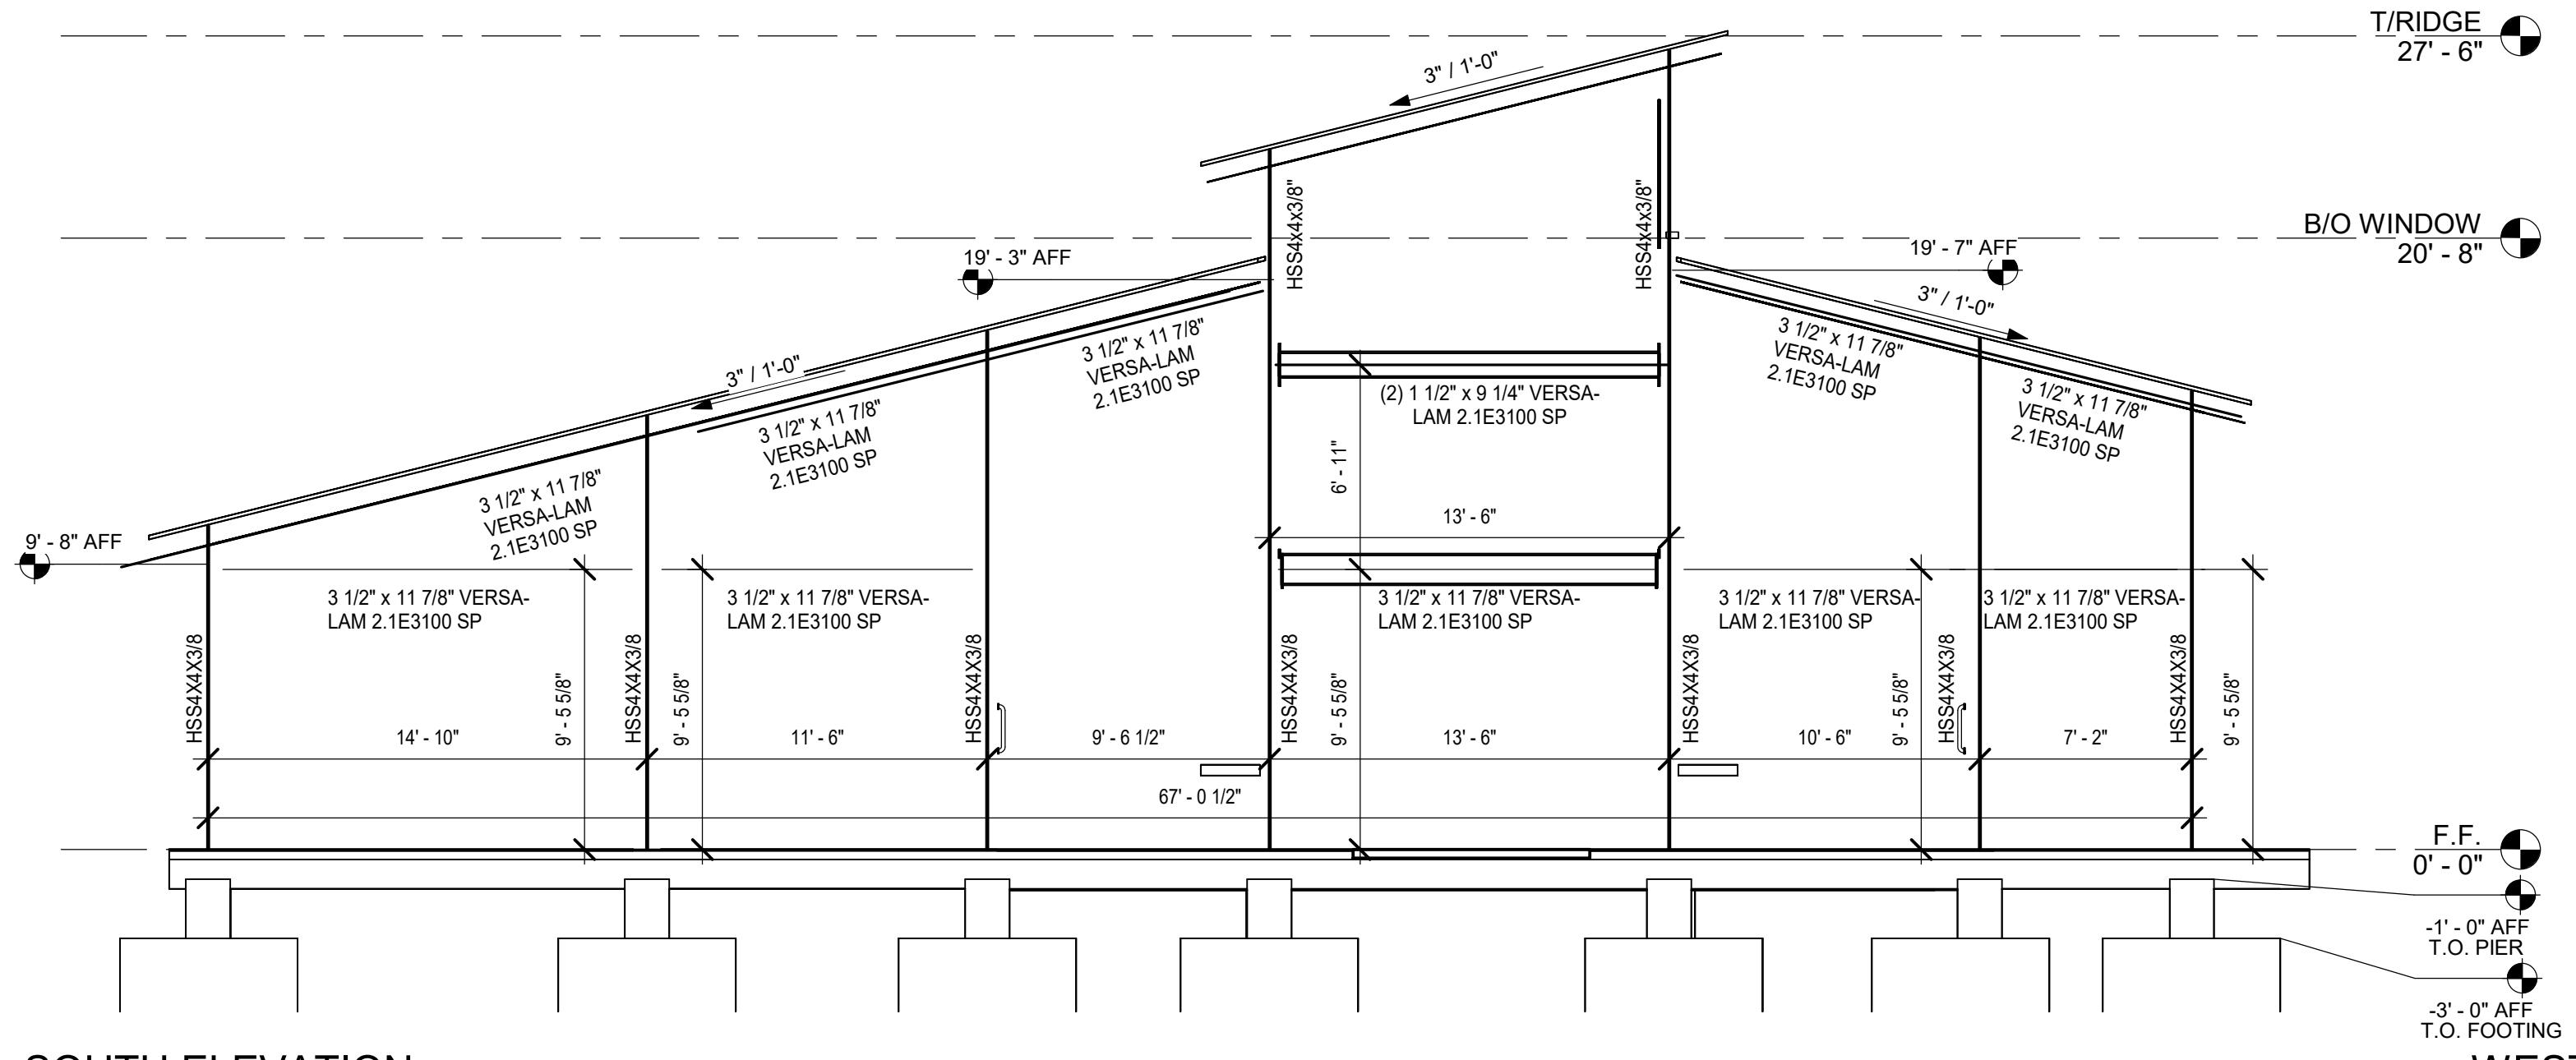 T/RIDGE
27' - 6"
3" / 1'-0"
B/O WINDOW
20' - 8"
HSS4x4x3/8"
HSS4x4x3/8"
19' - 3" AFF
19' - 7" AFF
3" / 1'-0"
3" / 1'-0"
3 1/2" x 11 7/8"
VERSA-LAM
2.1E3100 SP
3 1/2" x 11 7/8"
VERSA-LAM
2.1E3100 SP
3 1/2" x 11 7/8"
VERSA-LAM
2.1E3100 SP
(2) 1 1/2" x 9 1/4" VERSA-
LAM 2.1E3100 SP
3 1/2" x 11 7/8"
VERSA-LAM
2.1E3100 SP
3 1/2" x 11 7/8"
VERSA-LAM
2.1E3100 SP
6' - 11"
13' - 6"
9' - 8" AFF
3 1/2" x 11 7/8" VERSA-
LAM 2.1E3100 SP
3 1/2" x 11 7/8" VERSA-
LAM 2.1E3100 SP
3 1/2" x 11 7/8" VERSA-
LAM 2.1E3100 SP
3 1/2" x 11 7/8" VERSA-
LAM 2.1E3100 SP
3 1/2" x 11 7/8" VERSA-
LAM 2.1E3100 SP
HSS4X4X3/8
9' - 5 5/8"
HSS4X4X3/8
9' - 5 5/8"
HSS4X4X3/8
HSS4X4X3/8
9' - 5 5/8"
HSS4X4X3/8
9' - 5 5/8"
HSS4X4X3/8
HSS4X4X3/8
9' - 5 5/8"
14' - 10"
11' - 6"
9' - 6 1/2"
13' - 6"
10' - 6"
7' - 2"
67' - 0 1/2"
F.F.
0' - 0"
-1' - 0" AFF
T.O. PIER
-3' - 0" AFF
T.O. FOOTING
SOUTH ELEVATION
WEST